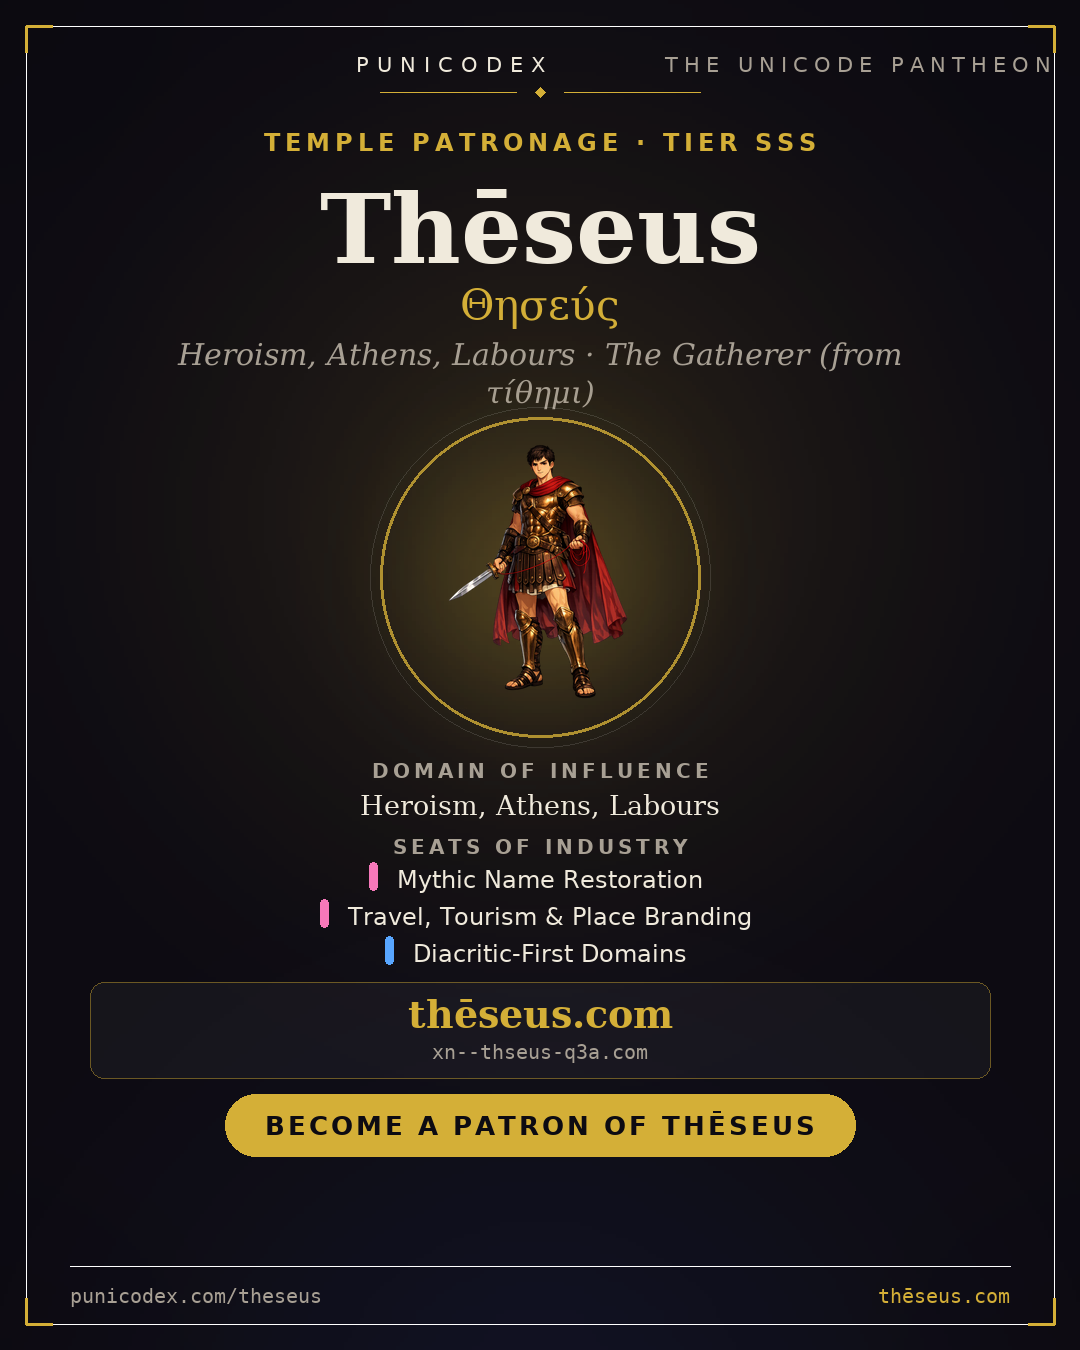 PUNICODEX THE UNICODE PANTHEON
TEMPLE PATRONAGE · TIER SSS
Thēseus
Θησεύς
Heroism, Athens, Labours · The Gatherer (from
τίθημι)
DOMAIN OF INFLUENCE
Heroism, Athens, Labours
SEATS OF INDUSTRY
Mythic Name Restoration
Travel, Tourism & Place Branding
Diacritic-First Domains
thēseus.com
xn--thseus-q3a.com
BECOME A PATRON OF THĒSEUS
punicodex.com/theseus thēseus.com